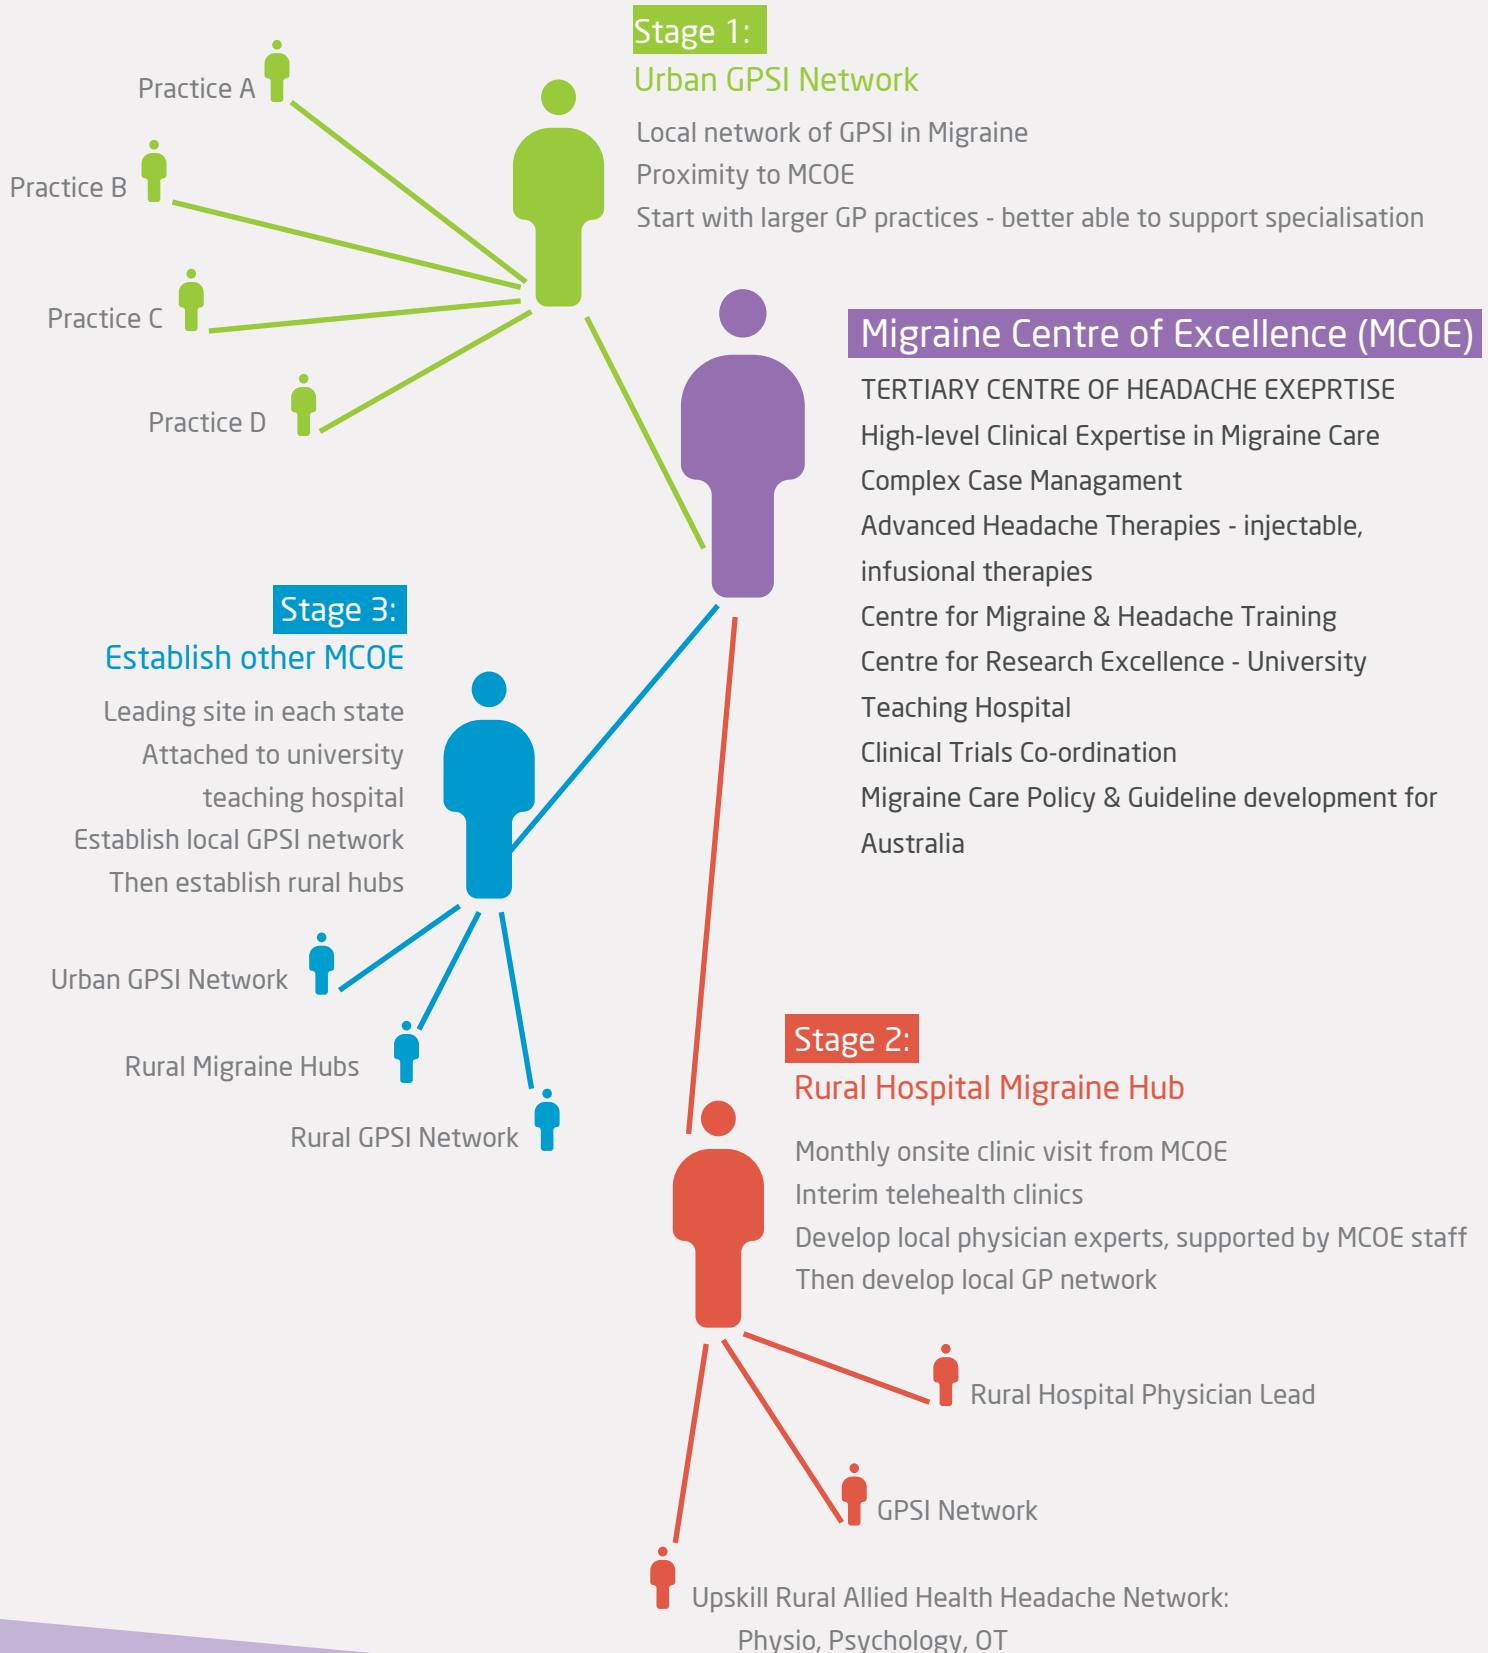 Stage 1:
Urban GPSI Network
Local network of GPSI in Migraine
Proximity to MCOE
Start with larger GP practices - better able to support specialisation
Practice A
Practice B
Practice C
Practice D
Migraine Centre of Excellence (MCOE)
TERTIARY CENTRE OF HEADACHE EXEPRTISE
High-level Clinical Expertise in Migraine Care
Complex Case Managament
Advanced Headache Therapies - injectable,
infusional therapies
Centre for Migraine & Headache Training
Centre for Research Excellence - University
Teaching Hospital
Clinical Trials Co-ordination
Migraine Care Policy & Guideline development for
Australia
Stage 3:
Establish other MCOE
Leading site in each state
Attached to university
teaching hospital
Establish local GPSI network
Then establish rural hubs
Urban GPSI Network
Rural Migraine Hubs
Rural GPSI Network
Stage 2:
Rural Hospital Migraine Hub
Monthly onsite clinic visit from MCOE
Interim telehealth clinics
Develop local physician experts, supported by MCOE staff
Then develop local GP network
Rural Hospital Physician Lead
GPSI Network
Upskill Rural Allied Health Headache Network:
Physio, Psychology, OT